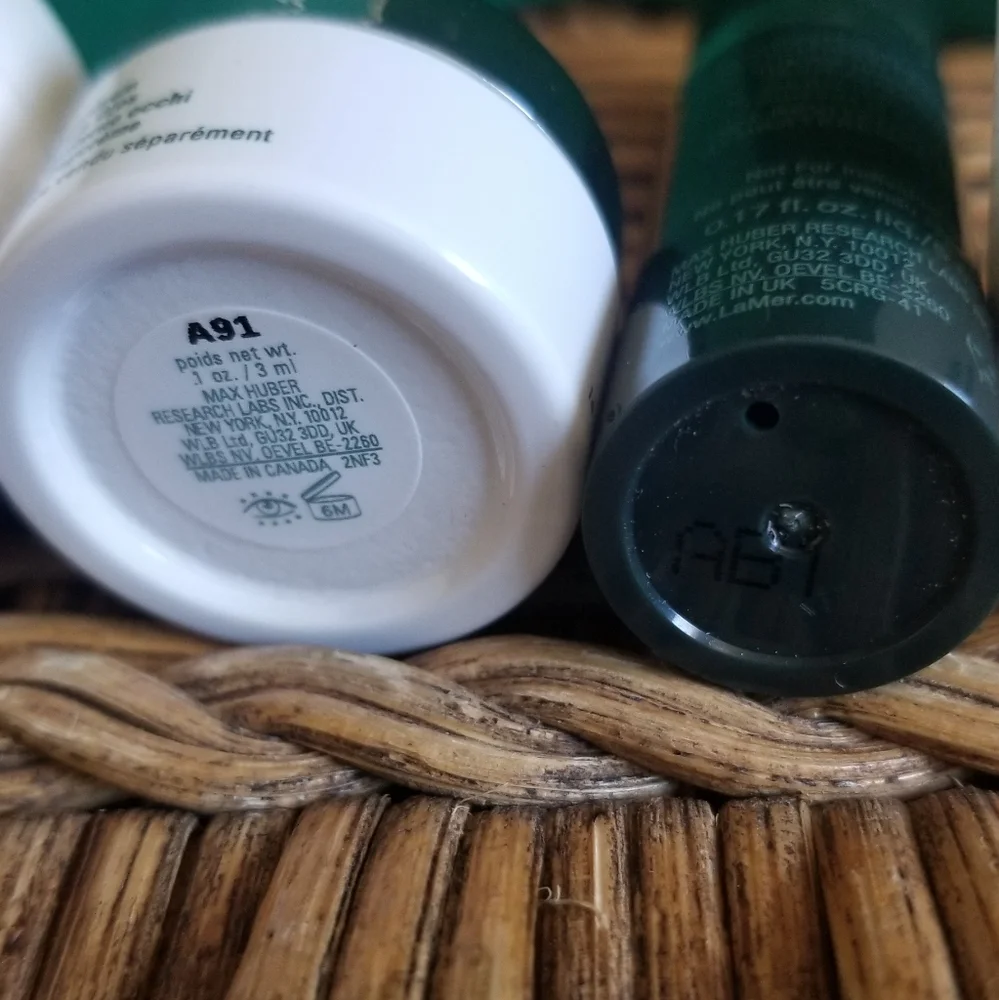 occhi
séparément
A91
poids net wt.
.1 oz. / 3 ml
MAX HUBER
RESEARCH LABS INC., DIST.
NEW YORK, N.Y. 10012
WLB Ltd, GU32 3DD, UK
WLBS NV, OEVEL BE-2260
MADE IN CANADA 2NF3
6M
Not For
Ne peut être
0.17 fl. oz. liq.
MAX HUBER RESEARCH LABS
NEW YORK, N.Y. 10012
WLB Ltd, GU32 3DD, UK
WLBS NV, OEVEL BE-2260
MADE IN UK 5CRG-41
www.LaMer.com
AB1